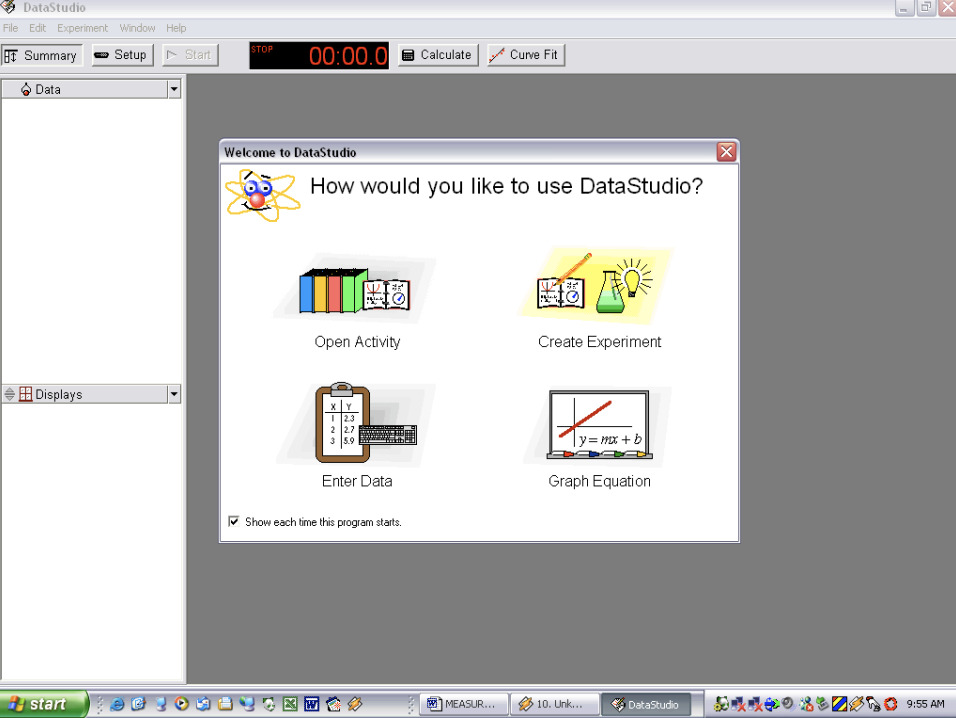 DataStudio
File Edit Experiment Window Help
Summary Setup Start STOP 00:00.0 Calculate Curve Fit
Data
Welcome to DataStudio
How would you like to use DataStudio?
Open Activity
Create Experiment
Displays
X Y
1 2.3
2 2.7
3 5.9
y = mx + b
Enter Data
Graph Equation
Show each time this program starts.
start MEASUR... 10. Unk... DataStudio 9:55 AM